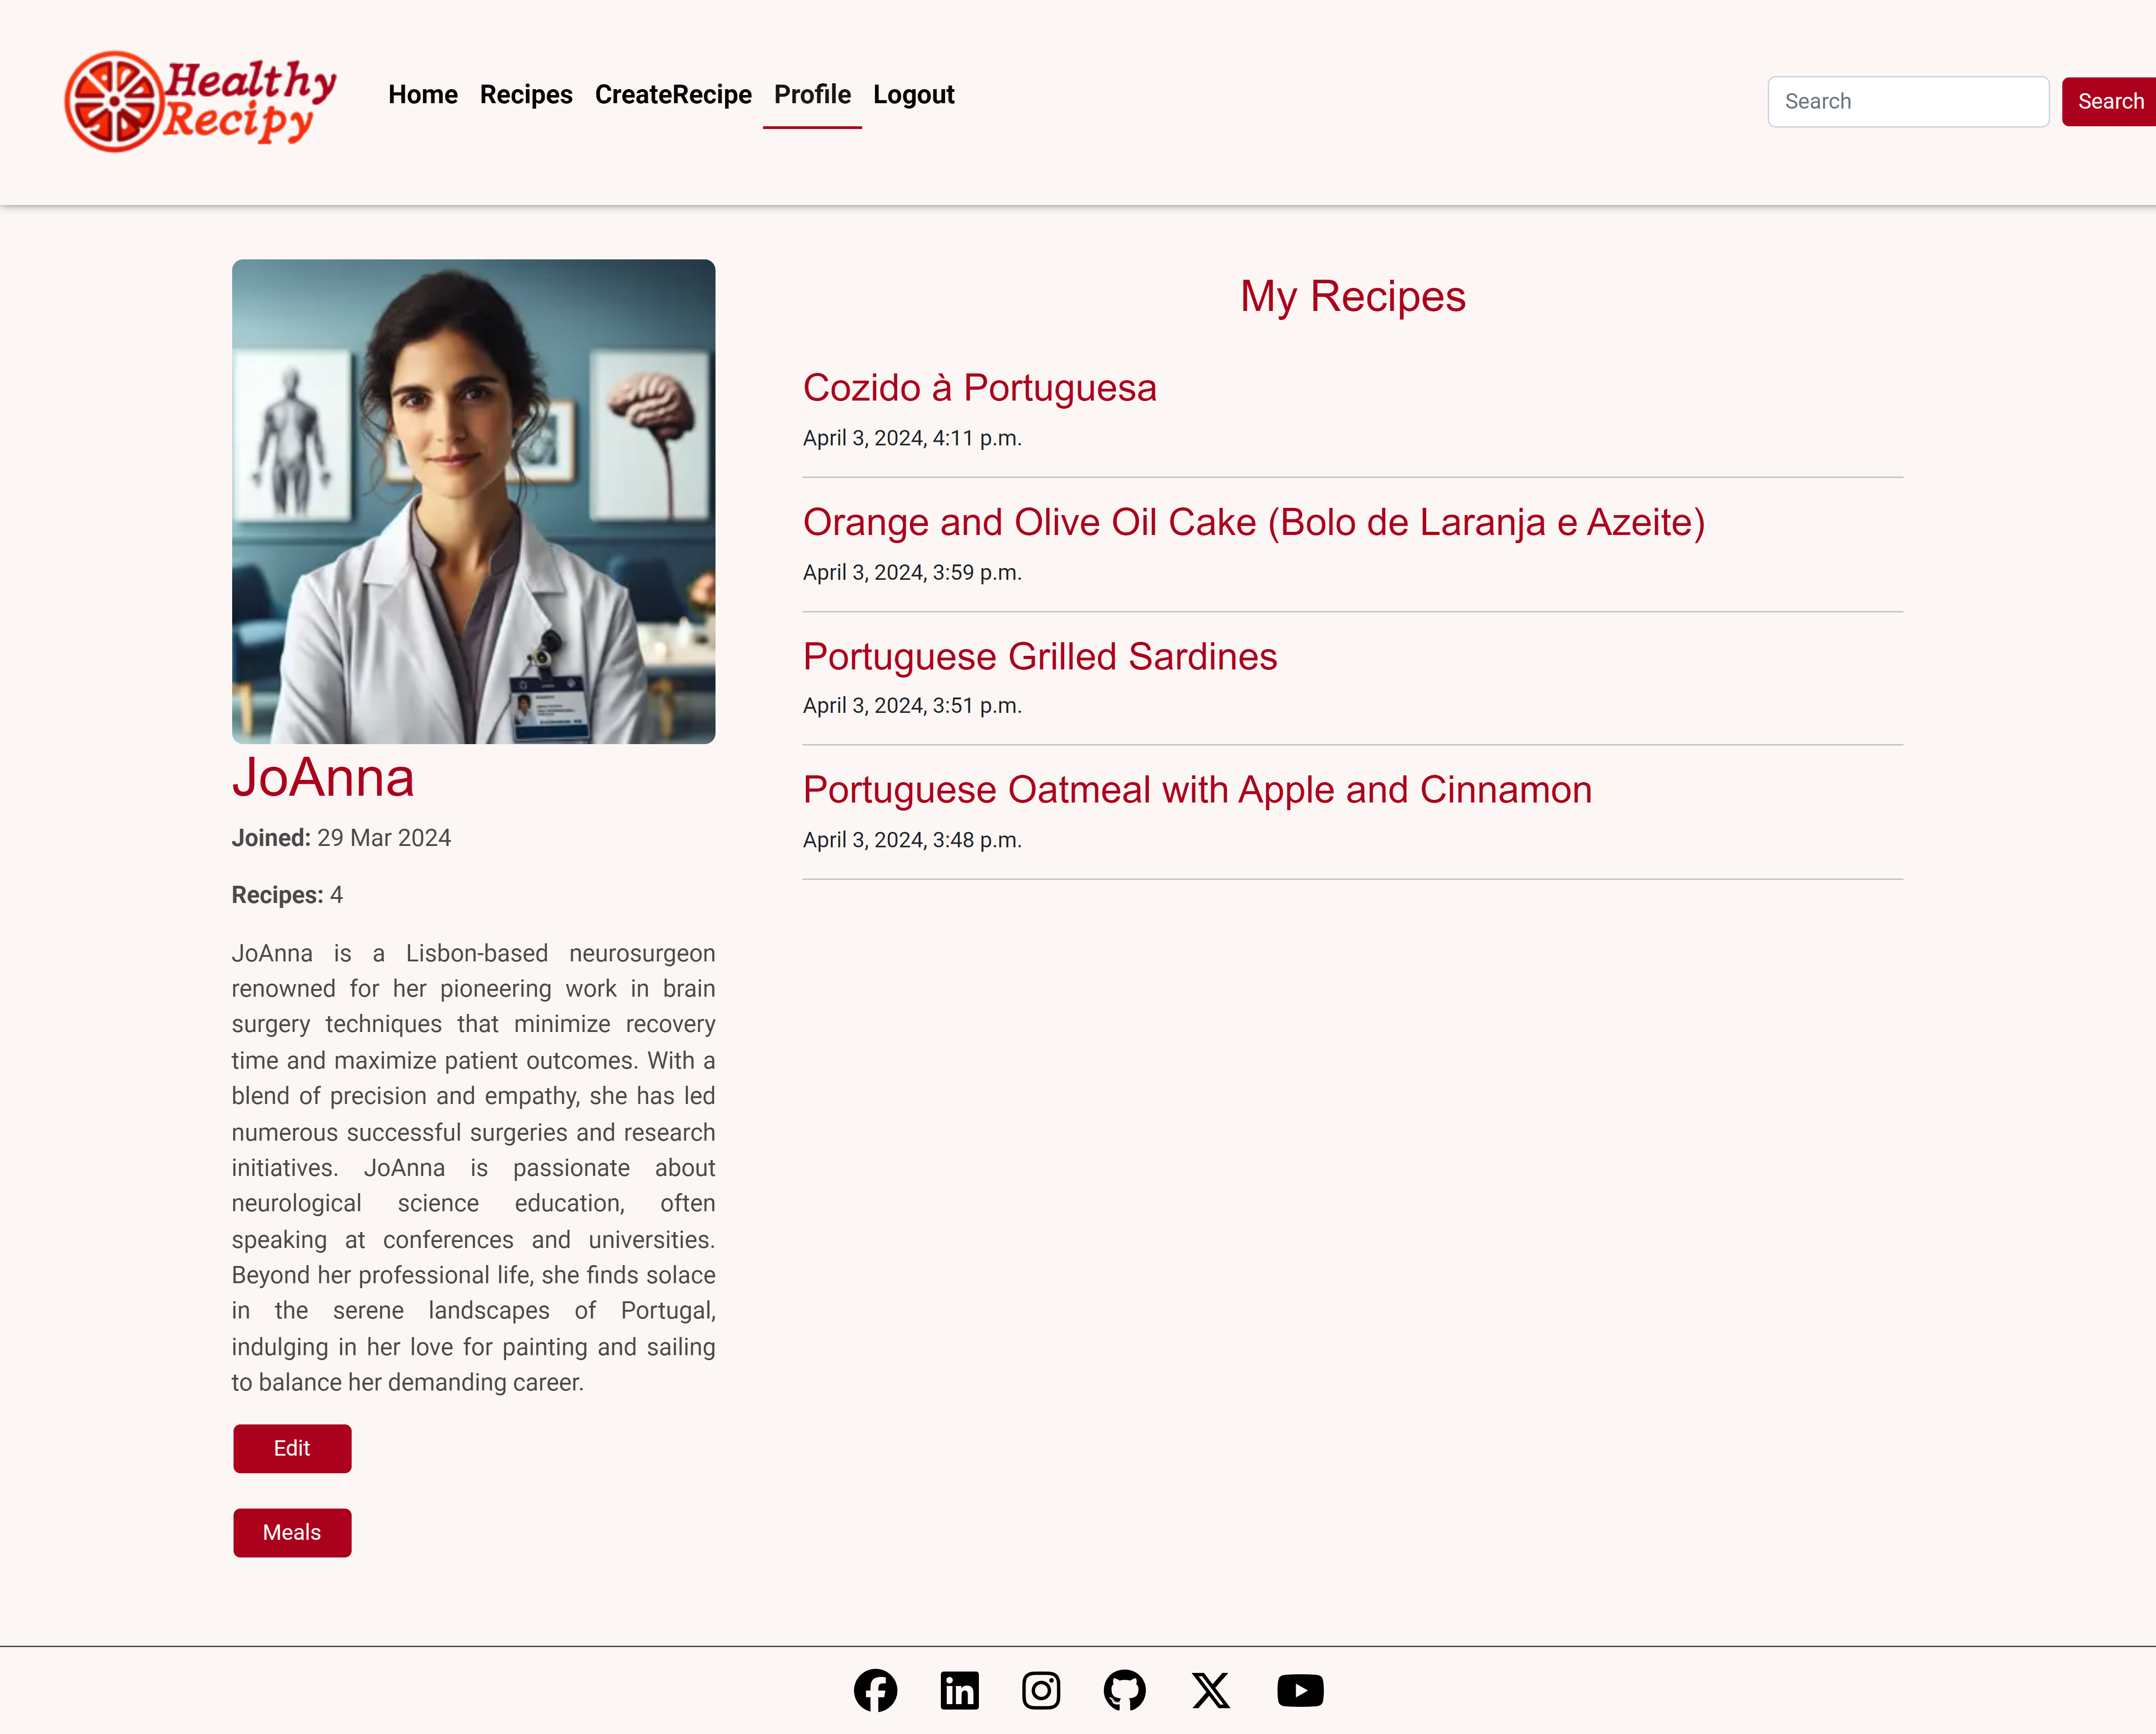 Healthy
Recipy
Home Recipes CreateRecipe Profile Logout
Search
Search
My Recipes
Cozido à Portuguesa
April 3, 2024, 4:11 p.m.
Orange and Olive Oil Cake (Bolo de Laranja e Azeite)
April 3, 2024, 3:59 p.m.
Portuguese Grilled Sardines
April 3, 2024, 3:51 p.m.
Portuguese Oatmeal with Apple and Cinnamon
April 3, 2024, 3:48 p.m.
JoAnna
Joined: 29 Mar 2024
Recipes: 4
JoAnna is a Lisbon-based neurosurgeon
renowned for her pioneering work in brain
surgery techniques that minimize recovery
time and maximize patient outcomes. With a
blend of precision and empathy, she has led
numerous successful surgeries and research
initiatives. JoAnna is passionate about
neurological science education, often
speaking at conferences and universities.
Beyond her professional life, she finds solace
in the serene landscapes of Portugal,
indulging in her love for painting and sailing
to balance her demanding career.
Edit
Meals